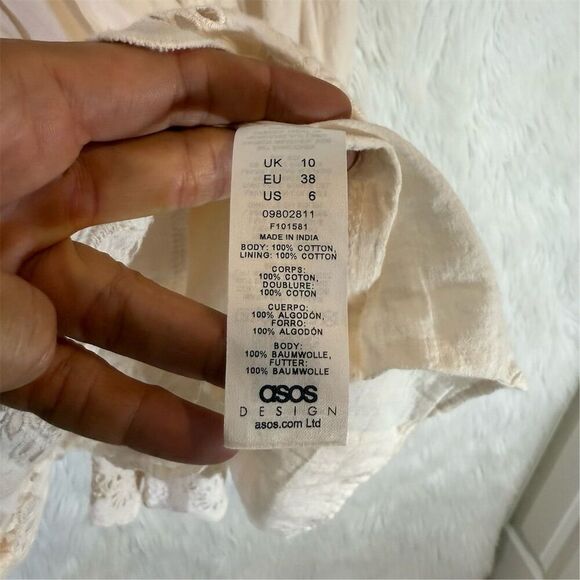 UK 10
EU 38
US 6
09802811
F101581
MADE IN INDIA
BODY: 100% COTTON,
LINING: 100% COTTON
CORPS:
100% COTON,
DOUBLURE:
100% COTON
CUERPO:
100% ALGODÓN,
FORRO:
100% ALGODÓN
BODY:
100% BAUMWOLLE,
FUTTER:
100% BAUMWOLLE
asos
DESIGN
asos.com Ltd